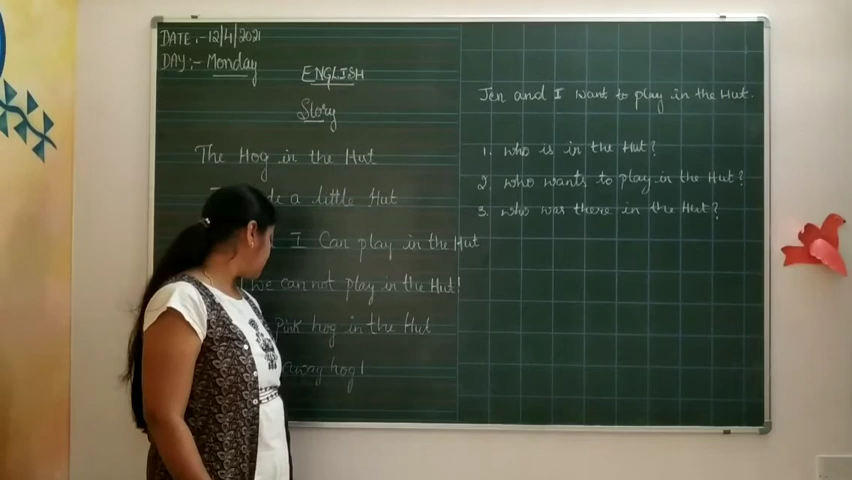 DATE :- 12/4/2021
DAY :- Monday
ENGLISH
Story
The Hog in the Hut
a little Hut
I Can play in the Hut
we can not play in the Hut!
Pink hog in the Hut
away hog!
Jen and I want to play in the Hut.
1. who is in the Hut?
2. who wants to play in the Hut?
3. who was there in the Hut?